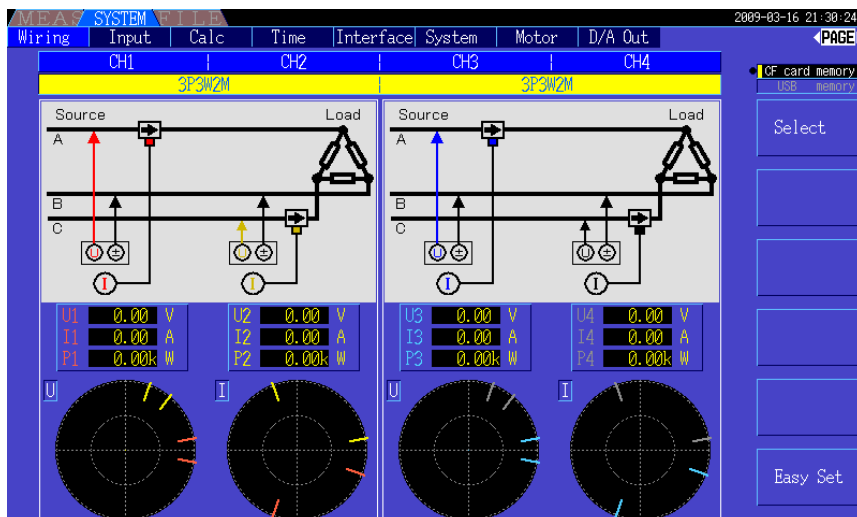 MEAS SYSTEM FILE 2009-03-16 21:30:24
Wiring Input Calc Time Interface System Motor D/A Out PAGE
CH1 CH2 CH3 CH4
CF card memory
3P3W2M 3P3W2M
USB memory
Source Load Source Load
Select
A A
B B
C C
U ± U ± U ± U ±
I I I I
U1 0.00 V U2 0.00 V U3 0.00 V U4 0.00 V
I1 0.00 A I2 0.00 A I3 0.00 A I4 0.00 A
P1 0.00k W P2 0.00k W P3 0.00k W P4 0.00k W
U I U I
Easy Set